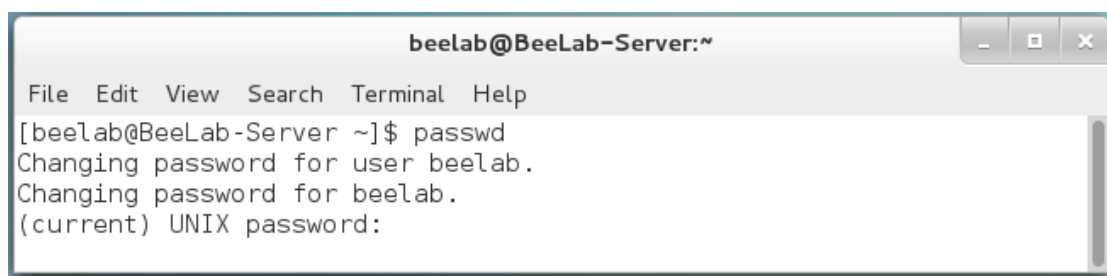 beelab@BeeLab-Server:~
File Edit View Search Terminal Help
[beelab@BeeLab-Server ~]$ passwd
Changing password for user beelab.
Changing password for beelab.
(current) UNIX password: